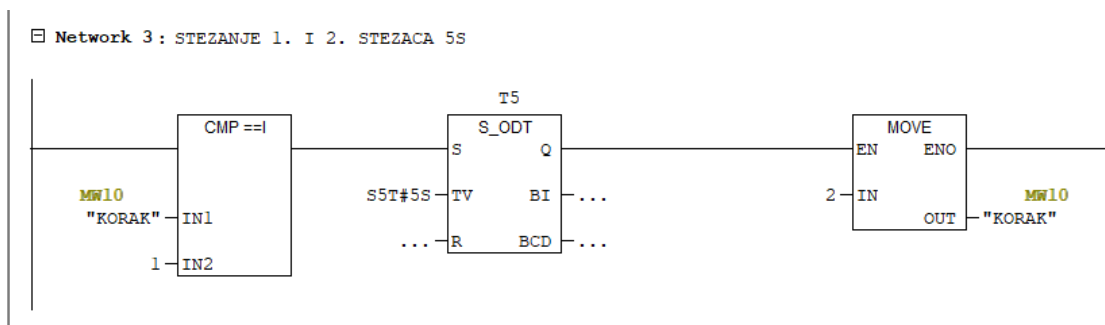 Network 3: STEZANJE 1. I 2. STEZACA 5S
T5
CMP ==I
S_ODT
MOVE
S Q
EN ENO
MW10
"KORAK" IN1
S5T#5S TV BI ...
2 IN
MW10
OUT "KORAK"
... R BCD ...
1 IN2